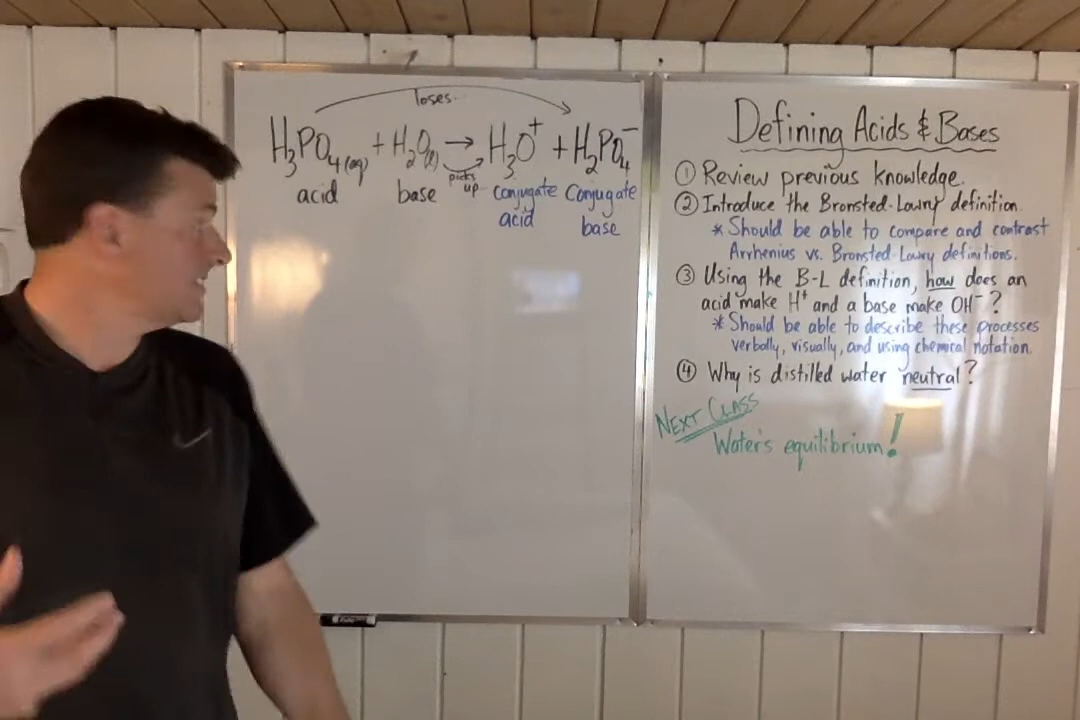 loses
H₃PO₄(aq) + H₂O(l) → H₃O⁺ + H₂PO₄⁻
picks up
acid base conjugate acid Conjugate base
Defining Acids & Bases
① Review previous knowledge.
② Introduce the Bronsted-Lowry definition.
* Should be able to compare and contrast
Arrhenius vs. Bronsted-Lowry definitions.
③ Using the B-L definition, how does an
acid make H⁺ and a base make OH⁻?
* Should be able to describe these processes
verbally, visually, and using chemical notation.
④ Why is distilled water neutral?
NEXT CLASS
Water's equilibrium!